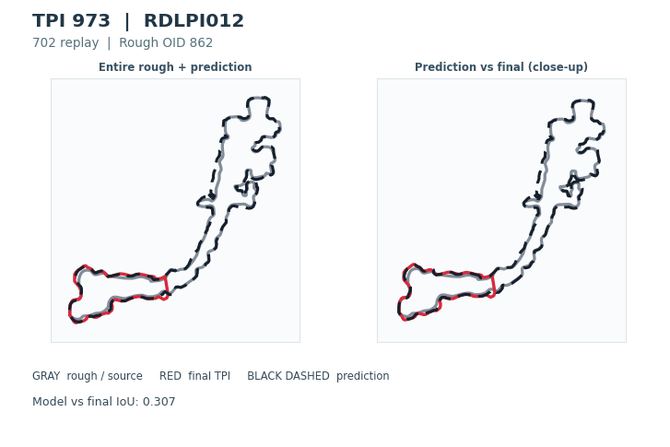 TPI 973 | RDLPI012
702 replay | Rough OID 862
Entire rough + prediction
Prediction vs final (close-up)
GRAY rough / source RED final TPI BLACK DASHED prediction
Model vs final IoU: 0.307